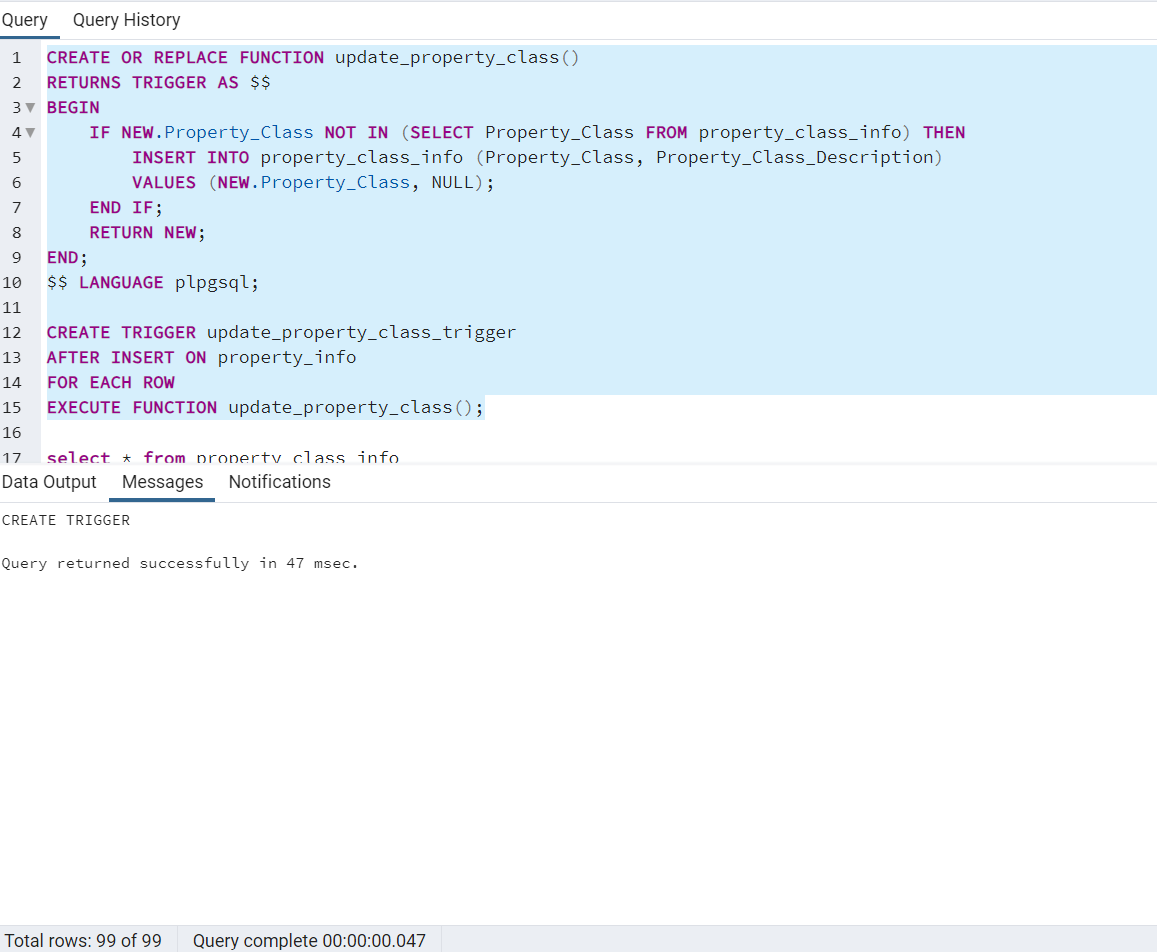 Query Query History
1 CREATE OR REPLACE FUNCTION update_property_class()
2 RETURNS TRIGGER AS $$
3 BEGIN
4 IF NEW.Property_Class NOT IN (SELECT Property_Class FROM property_class_info) THEN
5 INSERT INTO property_class_info (Property_Class, Property_Class_Description)
6 VALUES (NEW.Property_Class, NULL);
7 END IF;
8 RETURN NEW;
9 END;
10 $$ LANGUAGE plpgsql;
11
12 CREATE TRIGGER update_property_class_trigger
13 AFTER INSERT ON property_info
14 FOR EACH ROW
15 EXECUTE FUNCTION update_property_class();
16
17 select * from property_class_info
Data Output Messages Notifications
CREATE TRIGGER
Query returned successfully in 47 msec.
Total rows: 99 of 99 Query complete 00:00:00.047